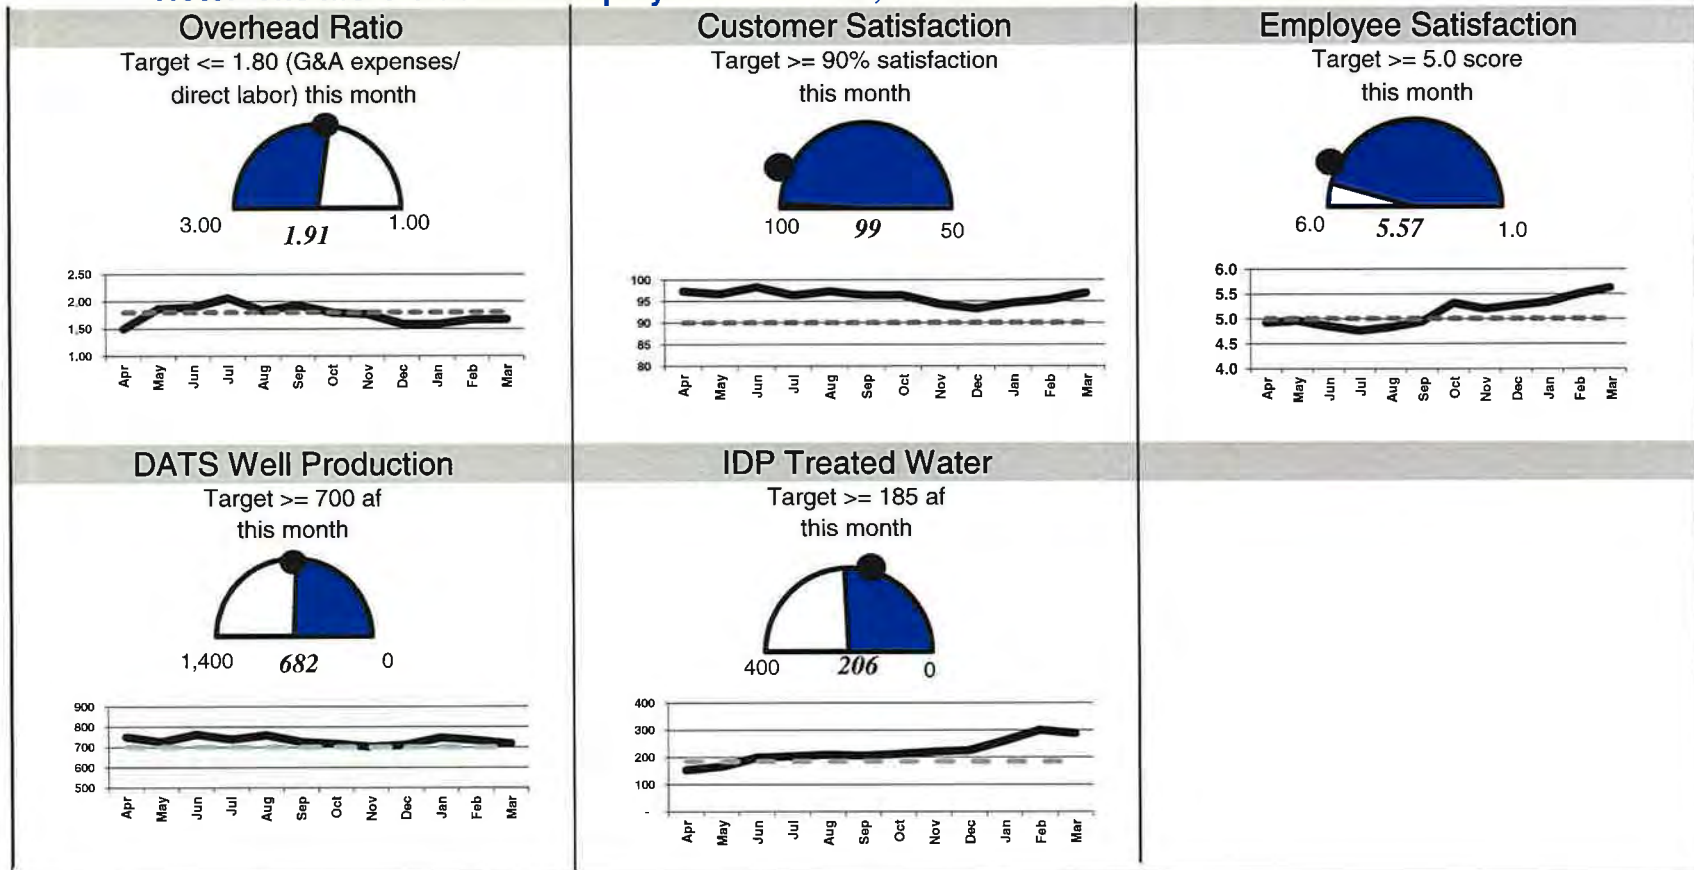 Overhead Ratio
Target <= 1.80 (G&A expenses/
direct labor) this month
3.00 1.91 1.00
2.50
2.00
1.50
1.00
Apr May Jun Jul Aug Sep Oct Nov Dec Jan Feb Mar
Customer Satisfaction
Target >= 90% satisfaction
this month
100 99 50
100
95
90
85
80
Apr May Jun Jul Aug Sep Oct Nov Dec Jan Feb Mar
Employee Satisfaction
Target >= 5.0 score
this month
6.0 5.57 1.0
6.0
5.5
5.0
4.5
4.0
Apr May Jun Jul Aug Sep Oct Nov Dec Jan Feb Mar
DATS Well Production
Target >= 700 af
this month
1,400 682 0
900
800
700
600
500
Apr May Jun Jul Aug Sep Oct Nov Dec Jan Feb Mar
IDP Treated Water
Target >= 185 af
this month
400 206 0
400
300
200
100
-
Apr May Jun Jul Aug Sep Oct Nov Dec Jan Feb Mar